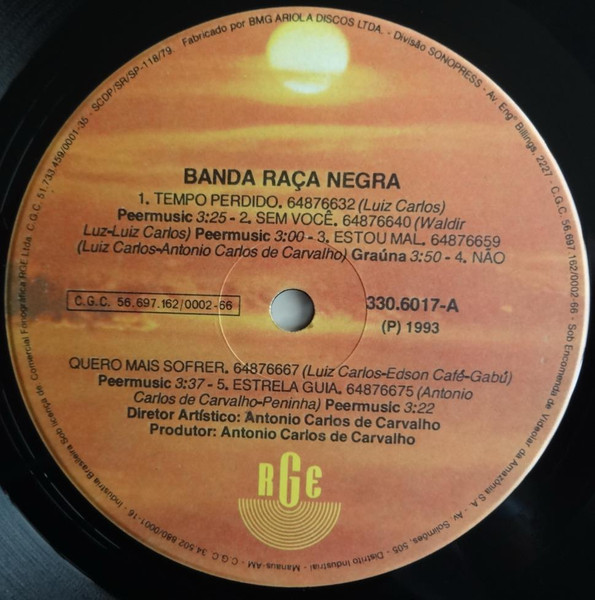 Fabricado por BMG ARIOLA DISCOS LTDA. - Divisão SONOPRESS - Av. Engº Billings, 2227 - C.G.C. 56.697.162/0002-66 - Sob Encomenda de Videolar da Amazônia S.A. - Av. Solimões, 505 - Distrito Industrial - Manaus-AM - C.G.C. 34 502 880/0001-16 - Indústria Brasileira Sob licença de: Comercial Fonográfica RGE Ltda. C.G.C. 51.733.459/0001-35 - SCDP/SR/SP-118/79
BANDA RAÇA NEGRA
1. TEMPO PERDIDO. 64876632 (Luiz Carlos)
Peermusic 3:25 - 2. SEM VOCÊ. 64876640 (Waldir
Luz-Luiz Carlos) Peermusic 3:00 - 3. ESTOU MAL. 64876659
(Luiz Carlos-Antonio Carlos de Carvalho) Graúna 3:50 - 4. NÃO
C.G.C. 56.697.162/0002-66
330.6017-A
(P) 1993
QUERO MAIS SOFRER. 64876667 (Luiz Carlos-Edson Café-Gabú)
Peermusic 3:37 - 5. ESTRELA GUIA. 64876675 (Antonio
Carlos de Carvalho-Peninha) Peermusic 3:22
Diretor Artístico: Antonio Carlos de Carvalho
Produtor: Antonio Carlos de Carvalho
RGE